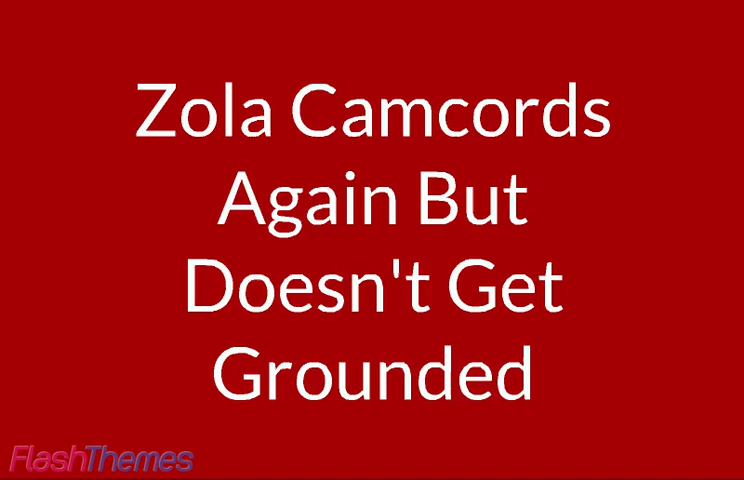 Zola Camcords
Again But
Doesn't Get
Grounded
FlashThemes